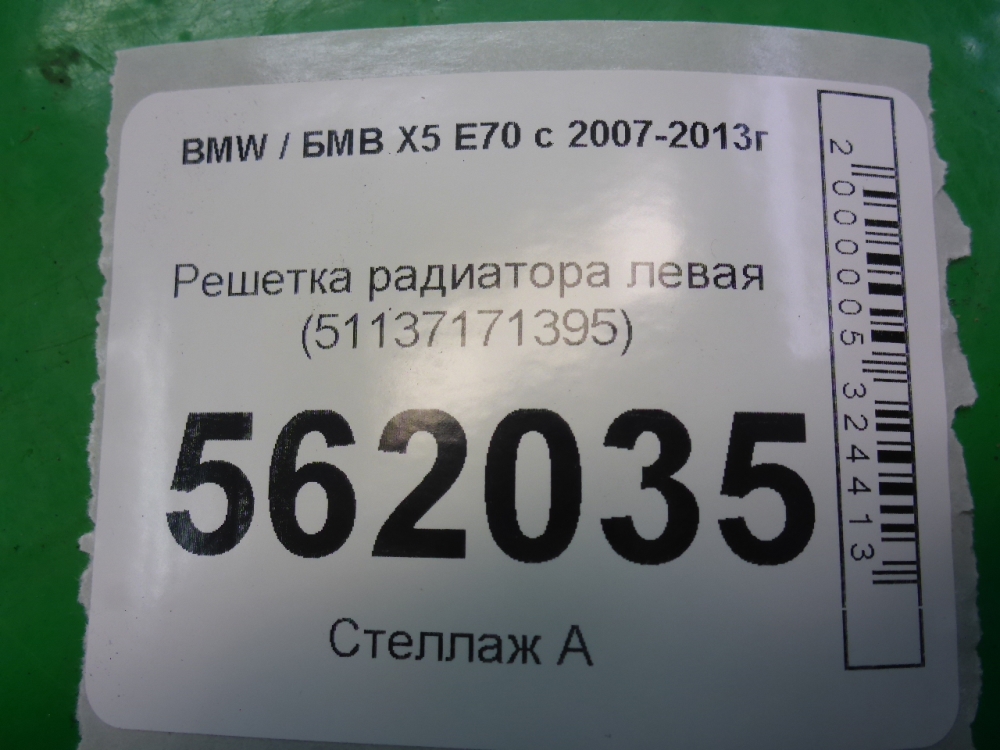 BMW / БМВ X5 E70 с 2007-2013г
Решетка радиатора левая
(51137171395)
562035
Стеллаж А
2000005324413